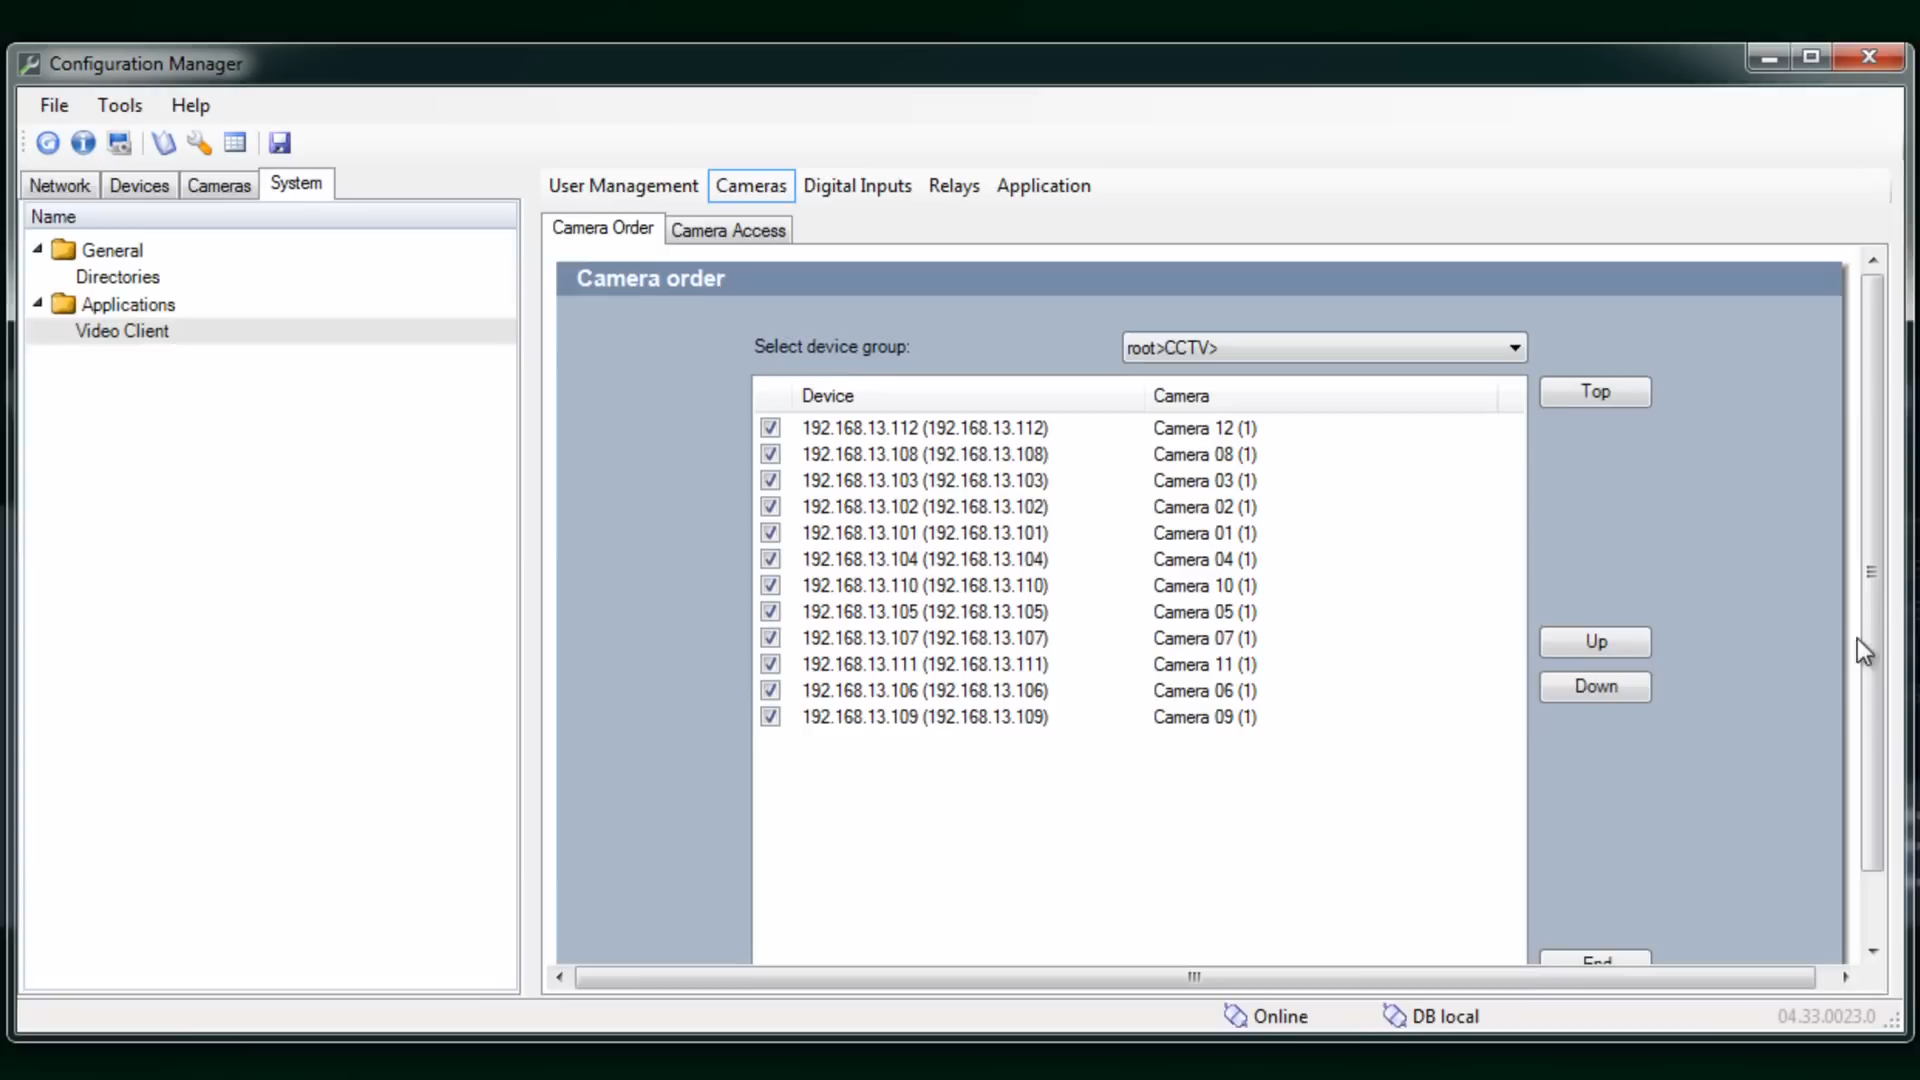 Configuration Manager
File Tools Help
Network Devices Cameras System
Name
General
Directories
Applications
Video Client
User Management Cameras Digital Inputs Relays Application
Camera Order Camera Access
Camera order
Select device group: root>CCTV>
Device Camera
192.168.13.112 (192.168.13.112) Camera 12 (1)
192.168.13.108 (192.168.13.108) Camera 08 (1)
192.168.13.103 (192.168.13.103) Camera 03 (1)
192.168.13.102 (192.168.13.102) Camera 02 (1)
192.168.13.101 (192.168.13.101) Camera 01 (1)
192.168.13.104 (192.168.13.104) Camera 04 (1)
192.168.13.110 (192.168.13.110) Camera 10 (1)
192.168.13.105 (192.168.13.105) Camera 05 (1)
192.168.13.107 (192.168.13.107) Camera 07 (1)
192.168.13.111 (192.168.13.111) Camera 11 (1)
192.168.13.106 (192.168.13.106) Camera 06 (1)
192.168.13.109 (192.168.13.109) Camera 09 (1)
Top
Up
Down
End
Online DB local 04.33.0023.0